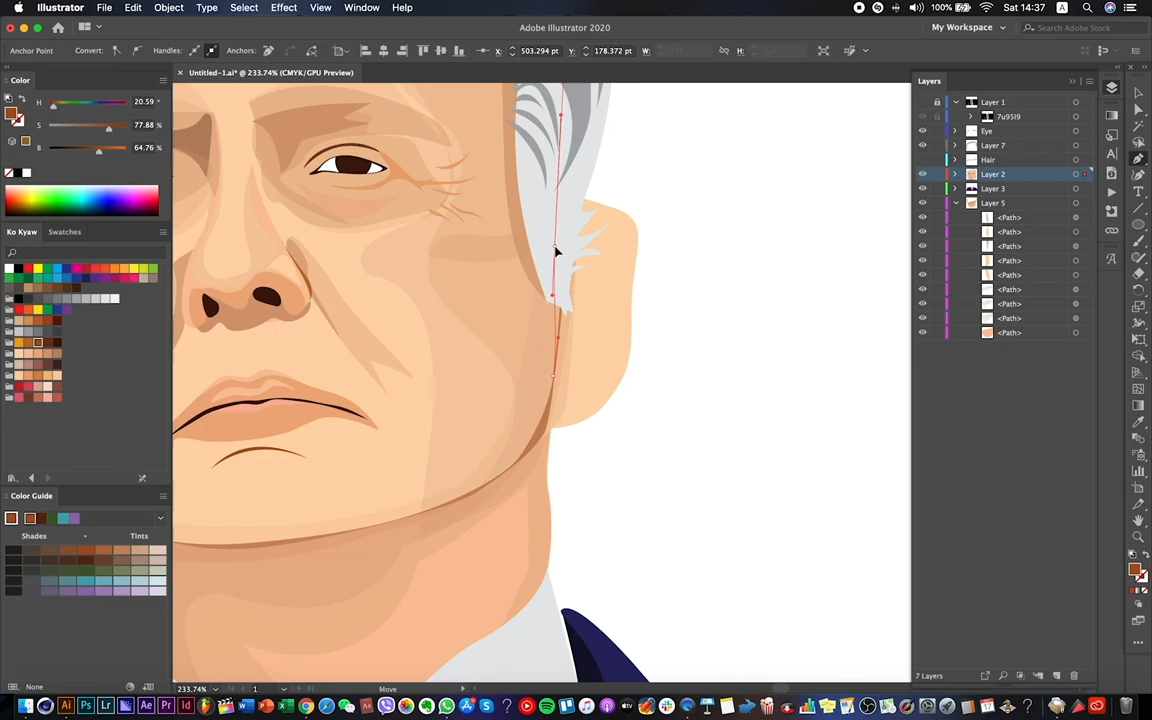 Illustrator File Edit Object Type Select Effect View Window Help 100% A Sat 14:37
Adobe Illustrator 2020 My Workspace Search Adobe Stock
Anchor Point Convert: Handles: Anchors: X: 503.294 pt Y: 178.372 pt W: H:
Untitled-1.ai* @ 233.74% (CMYK/GPU Preview)
Color
H 102.59 °
S 77.88 %
B 64.76 %
Ko Kyaw Swatches
Color Guide
Shades Tints
None
233.74% 1 Move
Layers
Layer 1
7u95I9
Eye
Layer 7
Hair
Layer 2
Layer 3
Layer 5
<Path>
<Path>
<Path>
<Path>
<Path>
<Path>
<Path>
<Path>
<Path>
7 Layers